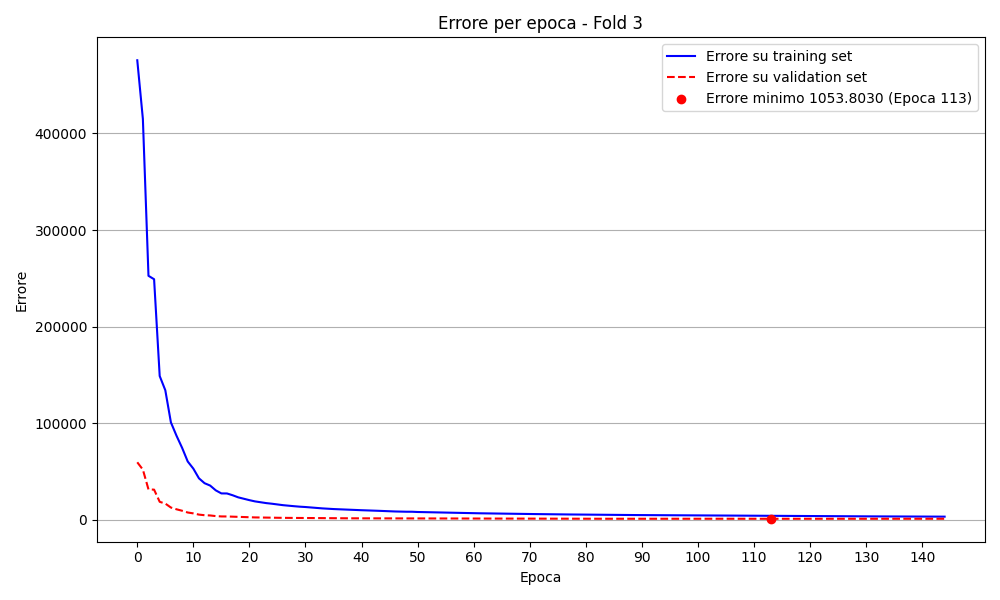 Errore per epoca - Fold 3
Errore su training set
Errore su validation set
Errore minimo 1053.8030 (Epoca 113)
Errore
400000
300000
200000
100000
0
0 10 20 30 40 50 60 70 80 90 100 110 120 130 140
Epoca